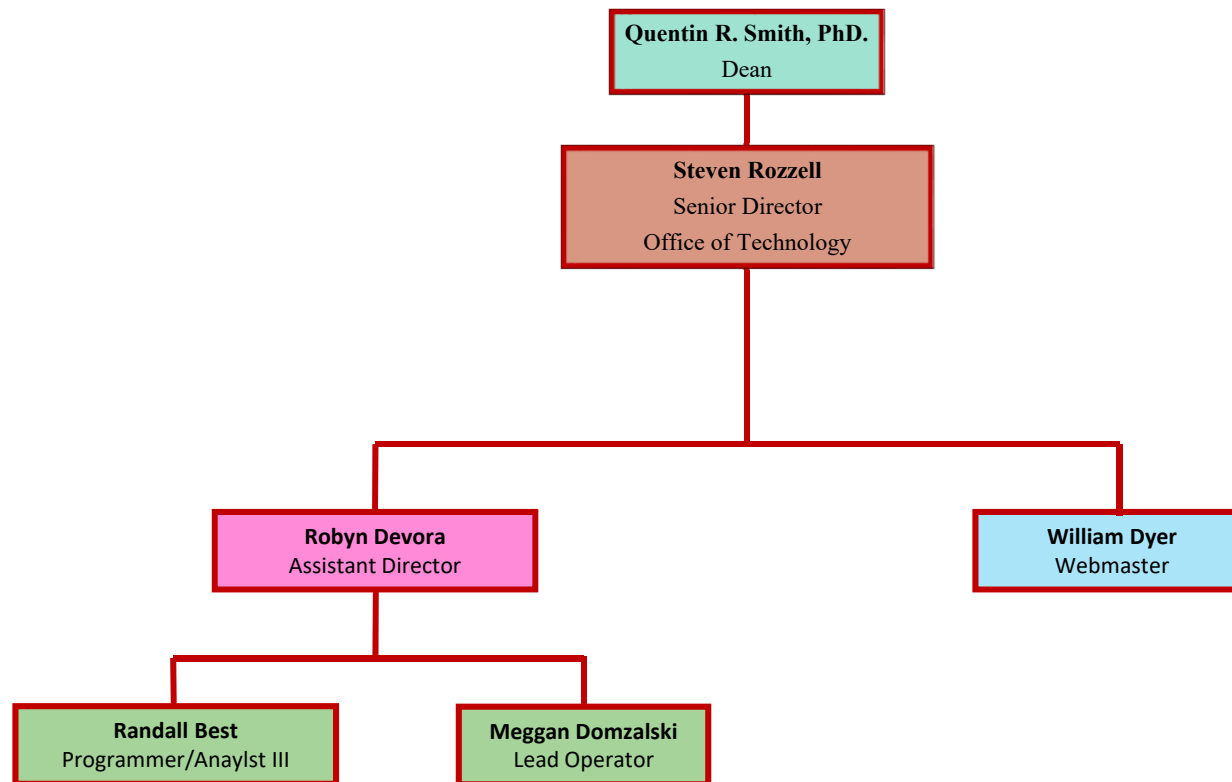 Quentin R. Smith, PhD.
Dean
Steven Rozzell
Senior Director
Office of Technology
Robyn Devora
Assistant Director
William Dyer
Webmaster
Randall Best
Programmer/Anaylst III
Meggan Domzalski
Lead Operator